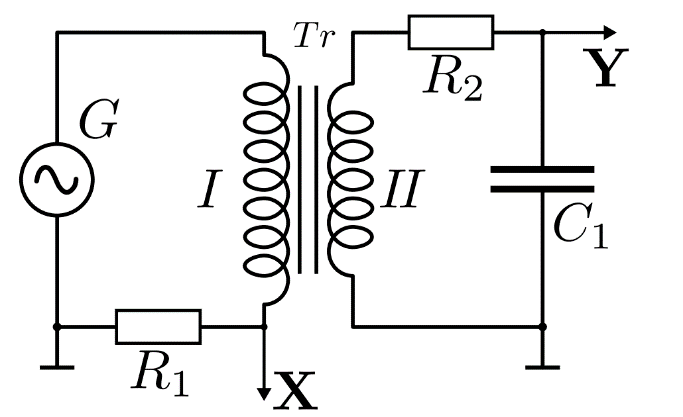 Tr
G
R₂
Y
I
II
C₁
R₁
X